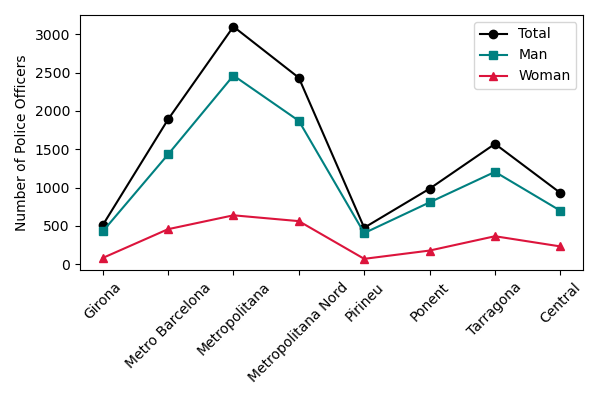 Number of Police Officers
3000
2500
2000
1500
1000
500
0
Total
Man
Woman
Girona
Metro Barcelona
Metropolitana
Metropolitana Nord
Pirineu
Ponent
Tarragona
Central